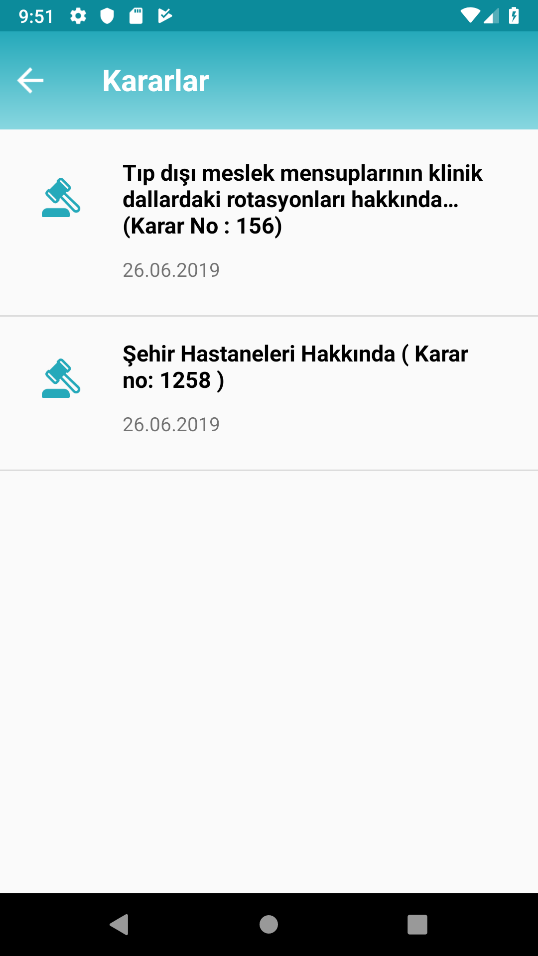 9:51
Kararlar
Tıp dışı meslek mensuplarının klinik
dallardaki rotasyonları hakkında...
(Karar No : 156)
26.06.2019
Şehir Hastaneleri Hakkında ( Karar
no: 1258 )
26.06.2019